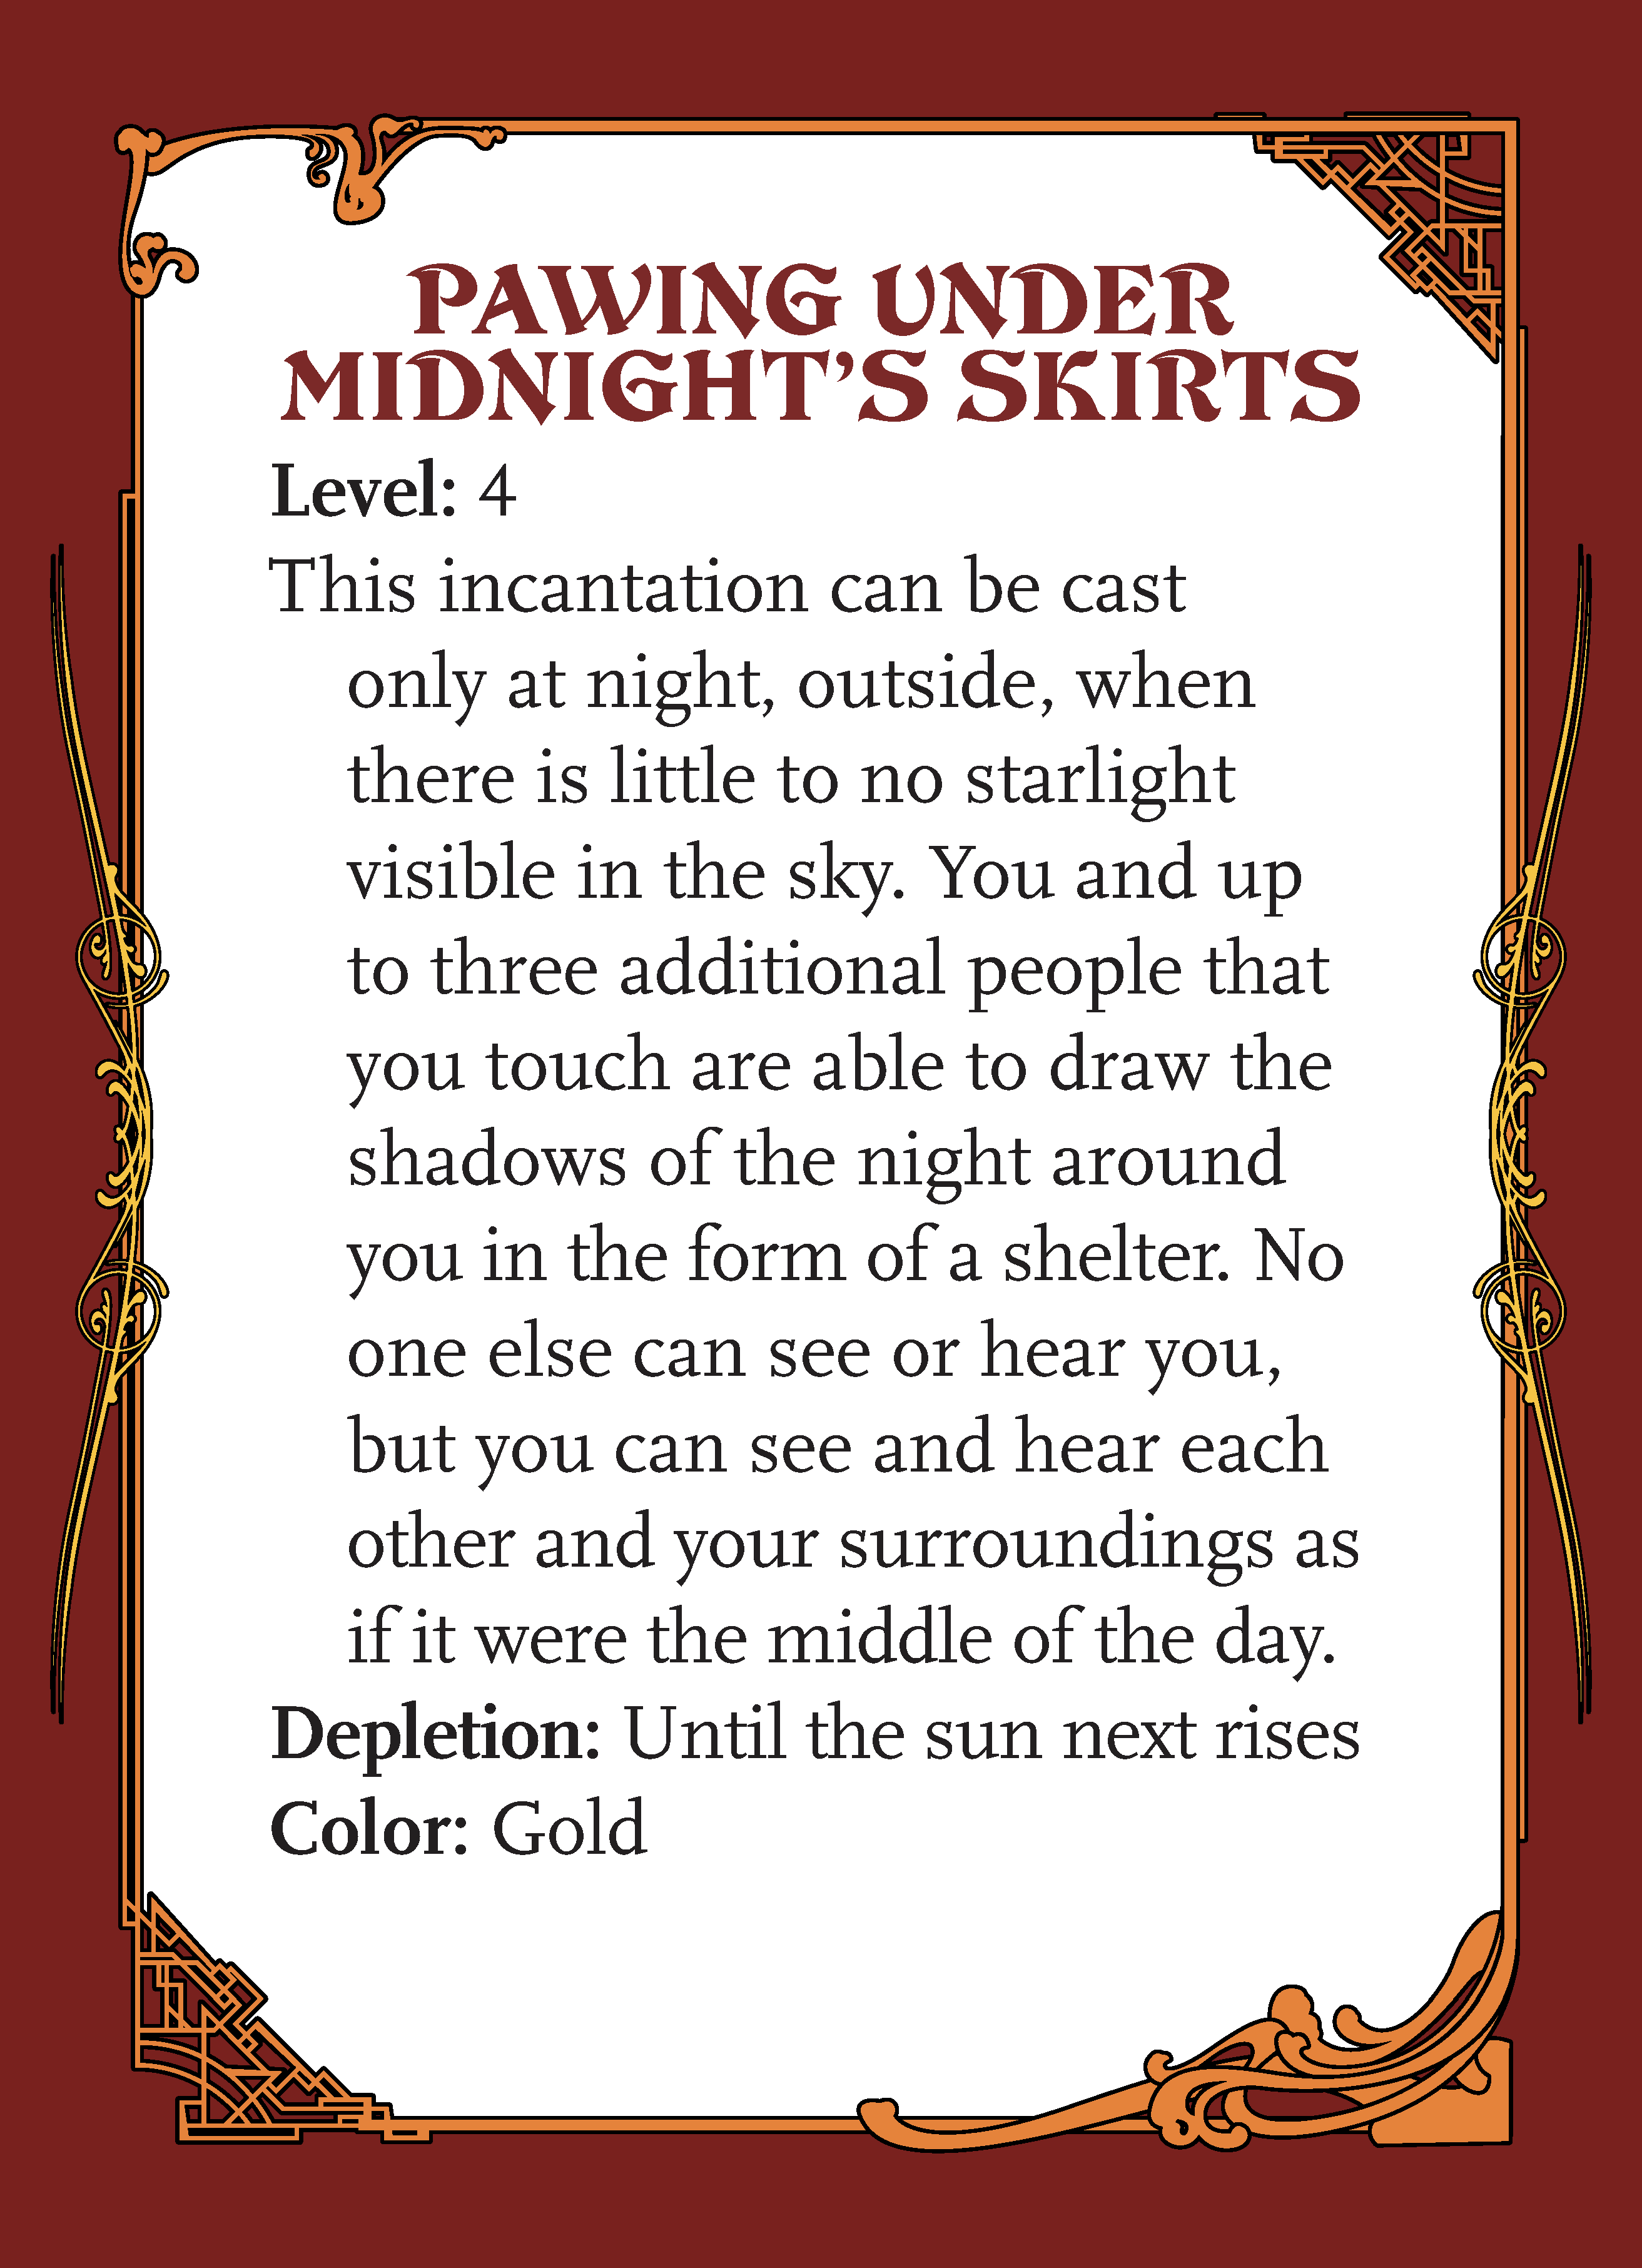 PAWING UNDER
MIDNIGHT’S SKIRTS
Level: 4
This incantation can be cast
only at night, outside, when
there is little to no starlight
visible in the sky. You and up
to three additional people that
you touch are able to draw the
shadows of the night around
you in the form of a shelter. No
one else can see or hear you,
but you can see and hear each
other and your surroundings as
if it were the middle of the day.
Depletion: Until the sun next rises
Color: Gold